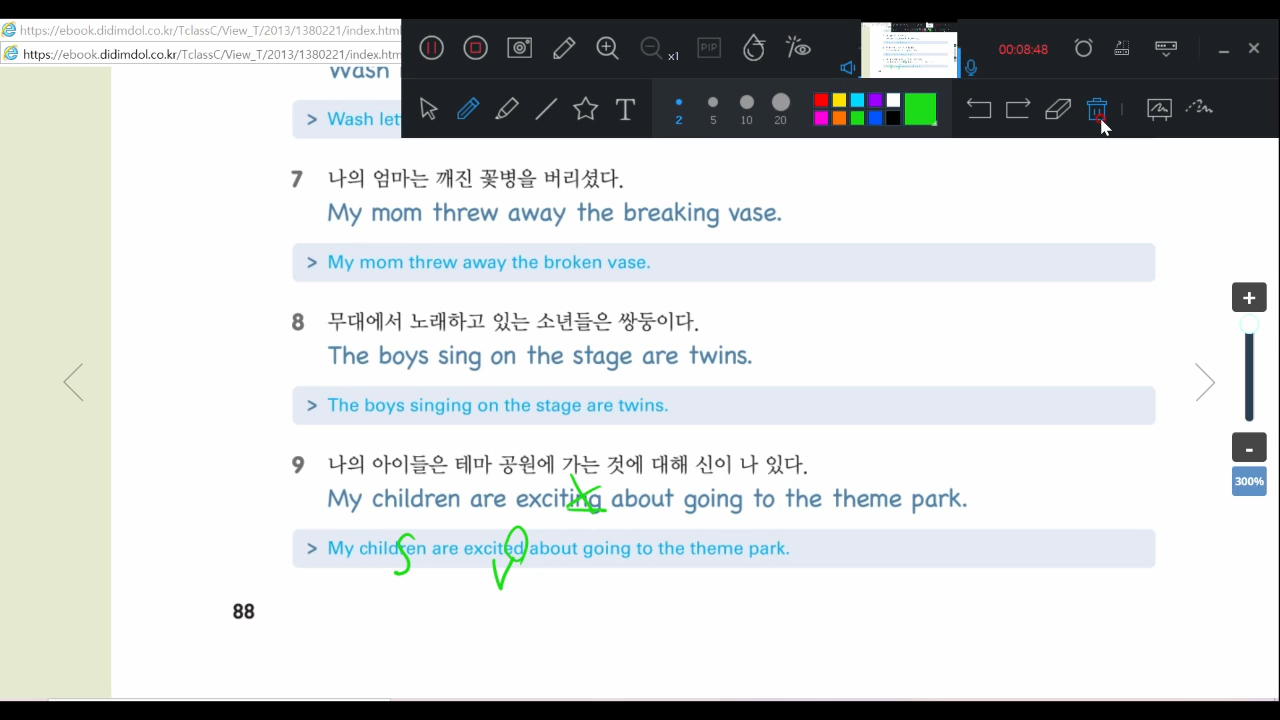 https://ebook.didimdol.co.kr/TclassC/View_T/2013/1380221/index.html
https://ebook.didimdol.co.kr/TclassC/View_T/2013/1380221/index.html
PIP
x1
00:08:48
T
2
5
10
20
Wash
> Wash let
7 나의 엄마는 깨진 꽃병을 버리셨다.
My mom threw away the breaking vase.
> My mom threw away the broken vase.
8 무대에서 노래하고 있는 소년들은 쌍둥이다.
The boys sing on the stage are twins.
> The boys singing on the stage are twins.
9 나의 아이들은 테마 공원에 가는 것에 대해 신이 나 있다.
My children are exciting about going to the theme park.
> My children are excited about going to the theme park.
S
V
88
+
-
300%